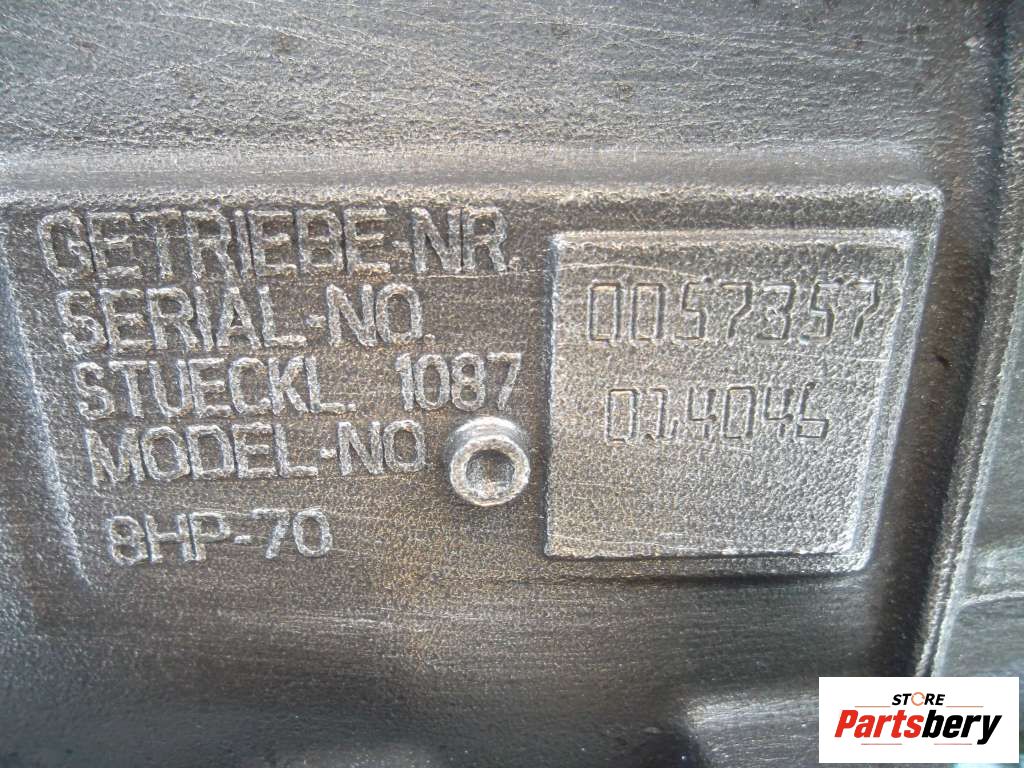 GETRIEBE-NR.
SERIAL-NO.
0057357
STUECKL. 1087
MODEL-NO
014046
8HP-70
STORE
Partsbery